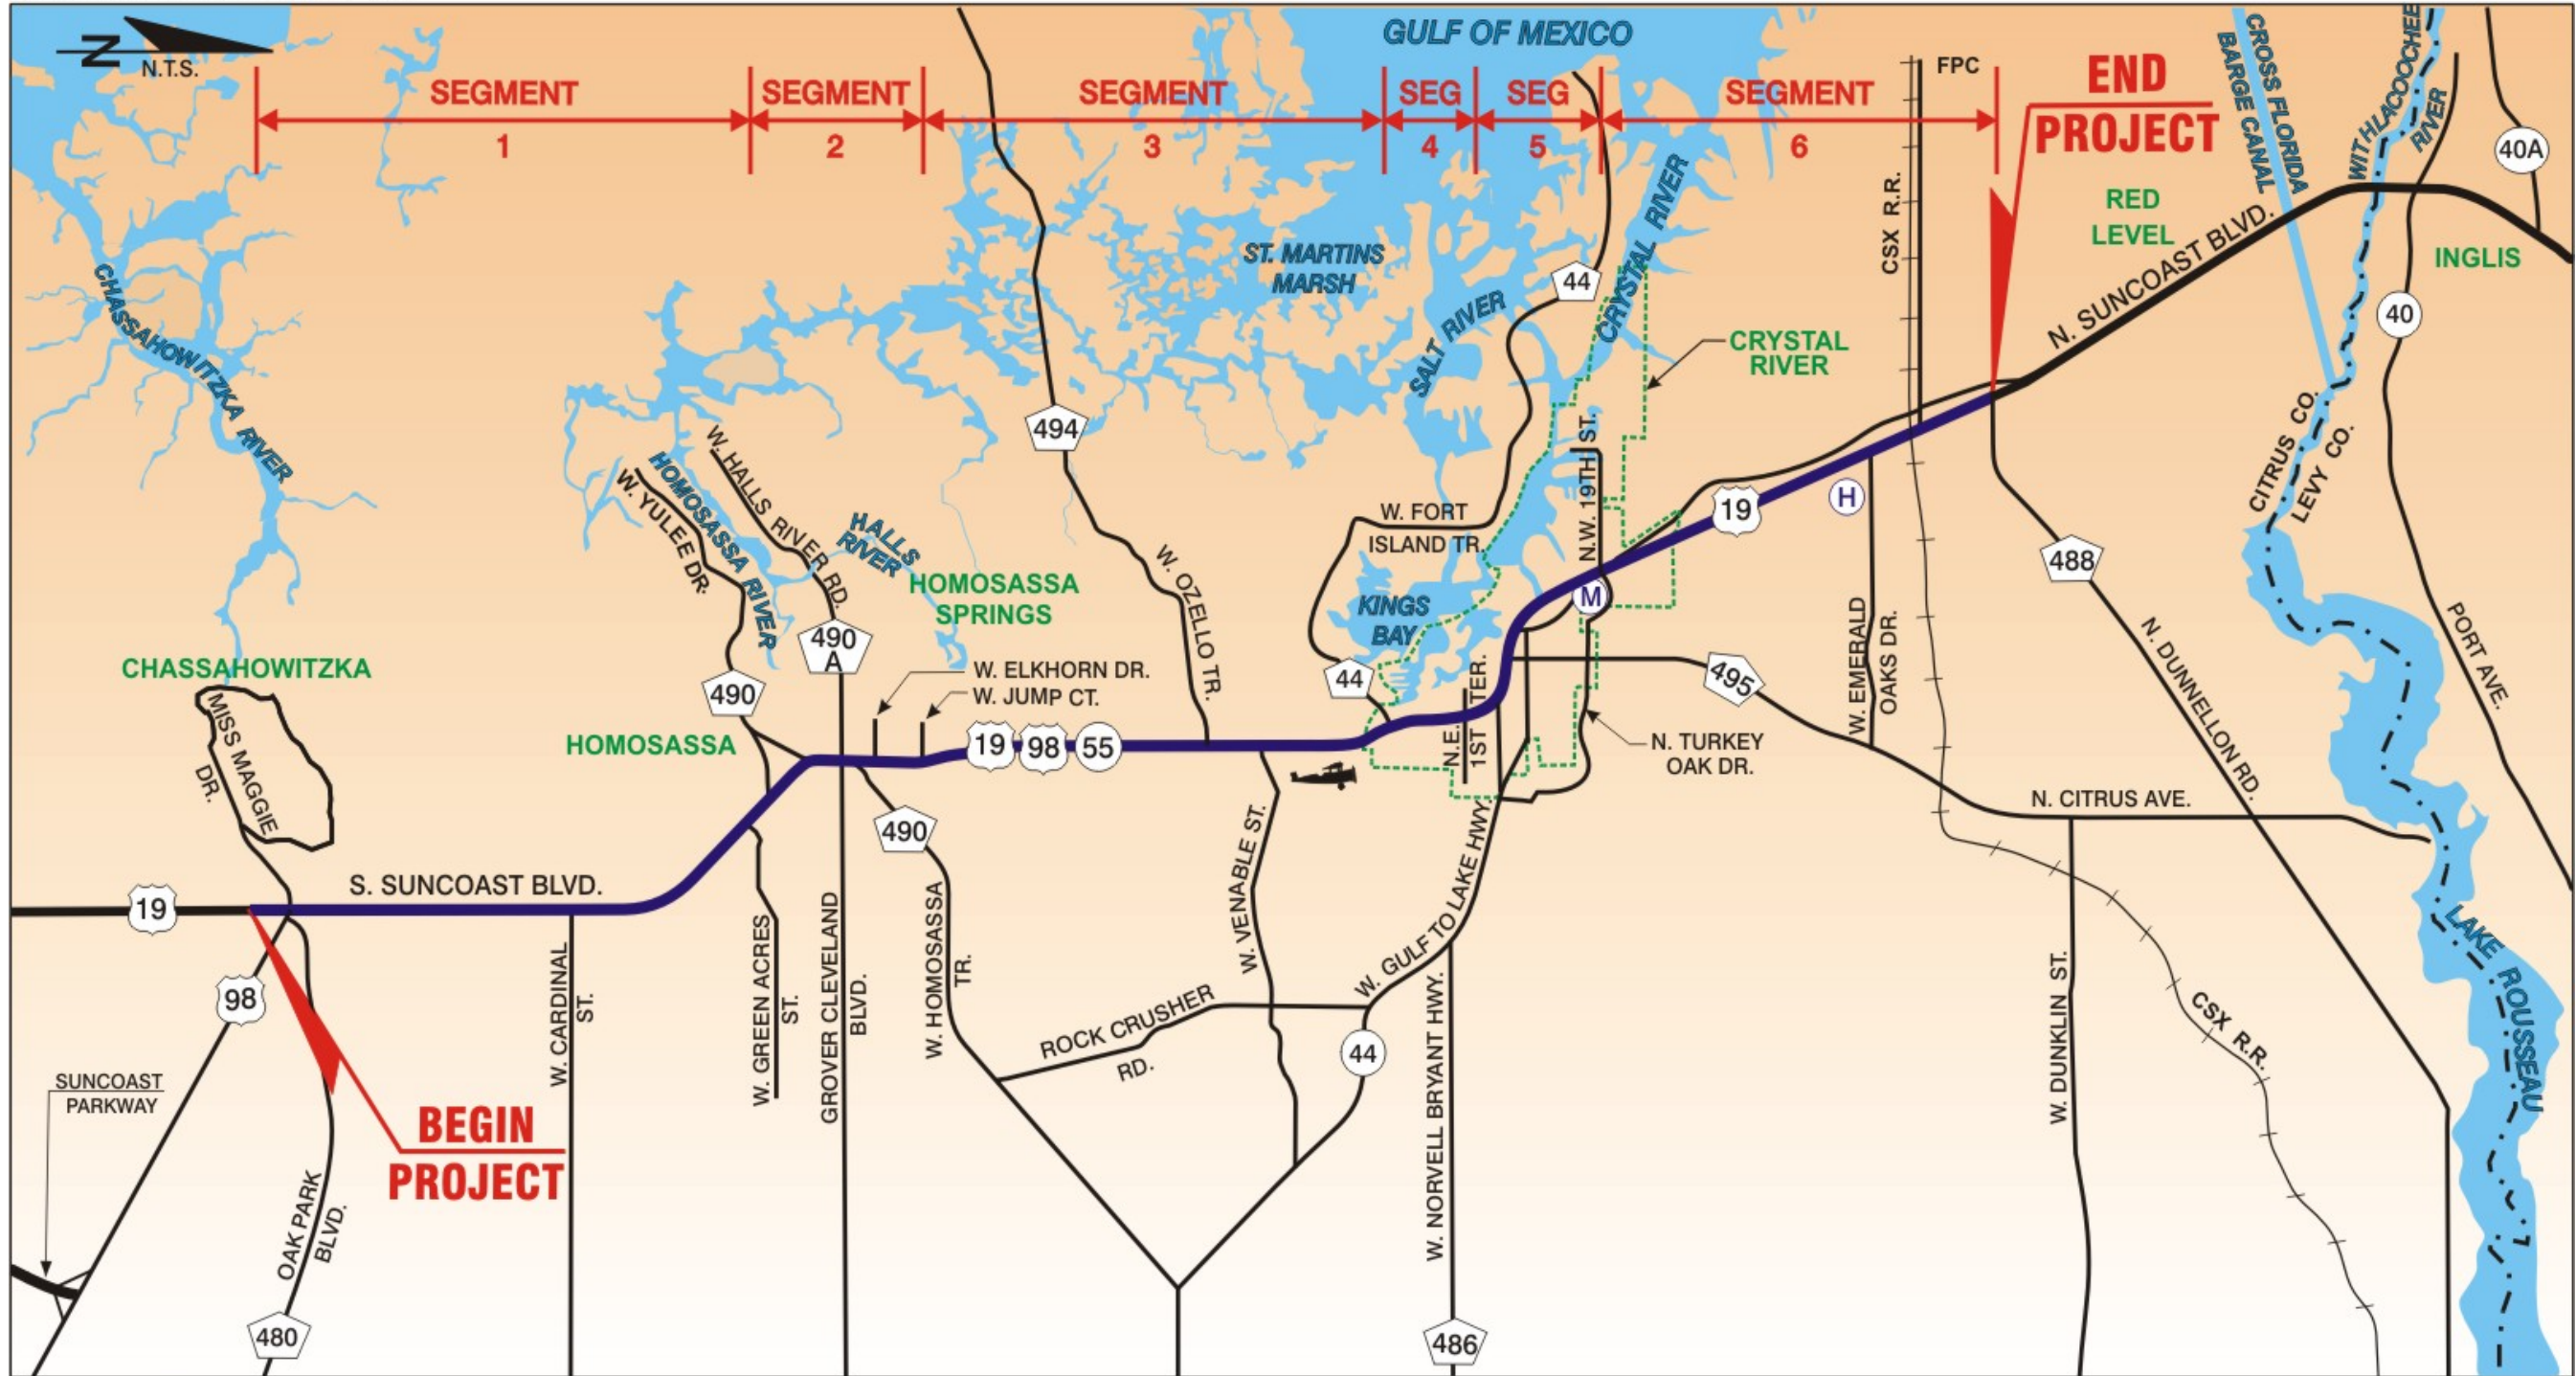 N
N.T.S.
GULF OF MEXICO
SEGMENT
1
SEGMENT
2
SEGMENT
3
SEG
4
SEG
5
SEGMENT
6
FPC
CSX R.R.
END
PROJECT
CROSS FLORIDA
BARGE CANAL
WITHLACOOCHEE
RIVER
40A
RED
LEVEL
INGLIS
N. SUNCOAST BLVD.
40
CHASSAHOWITZKA RIVER
ST. MARTINS
MARSH
SALT RIVER
44
CRYSTAL RIVER
CRYSTAL
RIVER
494
W. HALLS RIVER RD.
HOMOSASSA RIVER
W. YULEE DR.
HALLS
RIVER
HOMOSASSA
SPRINGS
W. OZELLO TR.
W. FORT
ISLAND TR.
N.W. 19TH ST.
KINGS
BAY
M
19
H
CITRUS CO.
LEVY CO.
488
N. DUNNELLON RD.
PORT AVE.
CHASSAHOWITZKA
MISS MAGGIE
DR.
490
490
A
W. ELKHORN DR.
W. JUMP CT.
HOMOSASSA
19
98
55
44
N.E.
1ST TER.
495
W. EMERALD
OAKS DR.
N. TURKEY
OAK DR.
N. CITRUS AVE.
490
19
S. SUNCOAST BLVD.
98
W. CARDINAL
ST.
W. GREEN ACRES
ST.
GROVER CLEVELAND
BLVD.
W. HOMOSASSA
TR.
W. VENABLE ST.
W. GULF TO LAKE HWY.
ROCK CRUSHER
RD.
44
W. NORVELL BRYANT HWY.
W. DUNKLIN ST.
CSX R.R.
LAKE ROUSSEAU
SUNCOAST
PARKWAY
BEGIN
PROJECT
OAK PARK
BLVD.
480
486